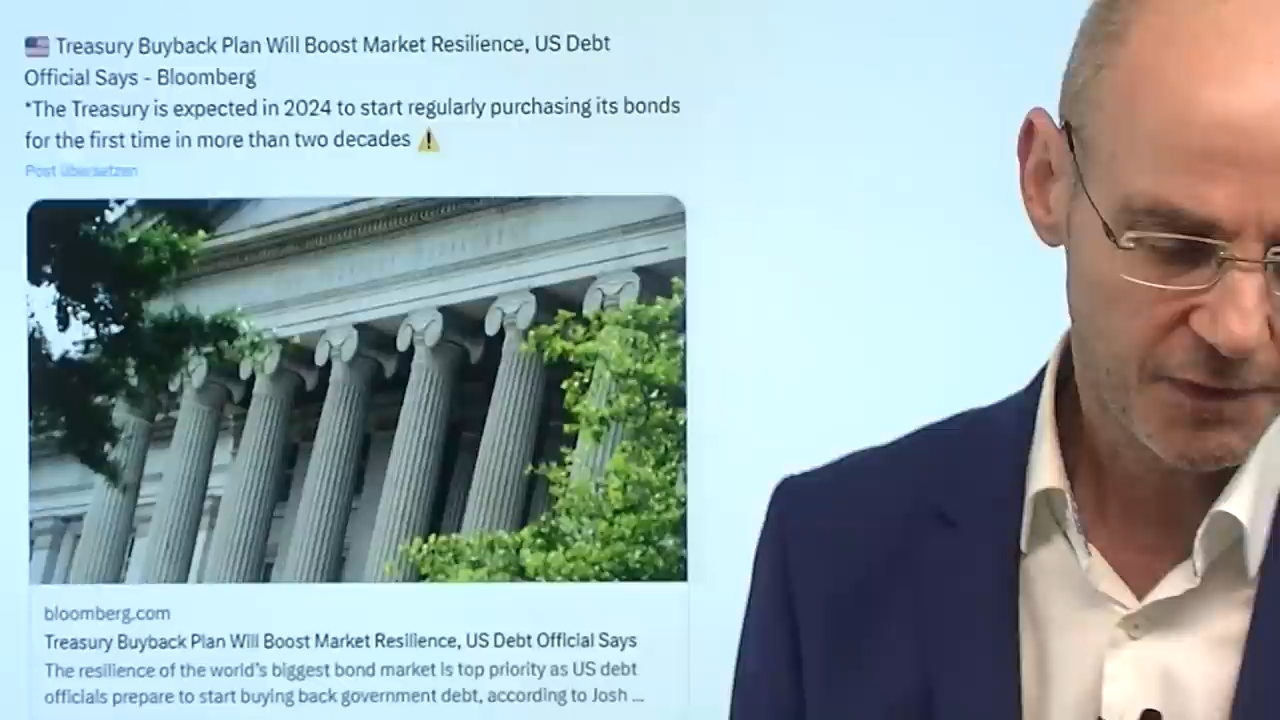 Treasury Buyback Plan Will Boost Market Resilience, US Debt
Official Says - Bloomberg
*The Treasury is expected in 2024 to start regularly purchasing its bonds
for the first time in more than two decades ⚠️
Post übersetzen
bloomberg.com
Treasury Buyback Plan Will Boost Market Resilience, US Debt Official Says
The resilience of the world's biggest bond market is top priority as US debt
officials prepare to start buying back government debt, according to Josh ...